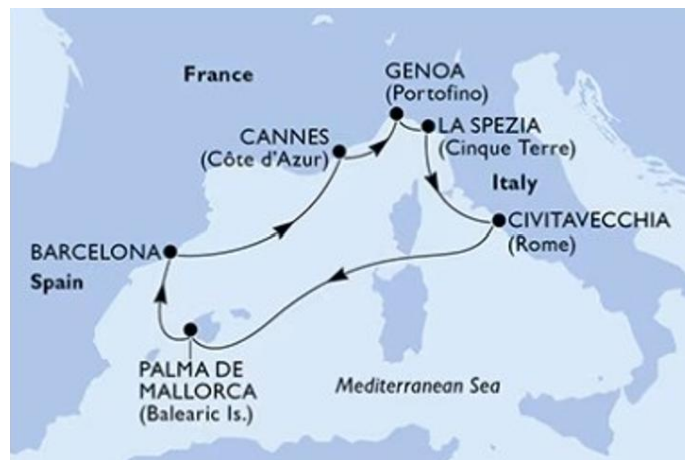 France
GENOA
(Portofino)
CANNES
(Côte d'Azur)
LA SPEZIA
(Cinque Terre)
Italy
CIVITAVECCHIA
(Rome)
BARCELONA
Spain
PALMA DE
MALLORCA
(Balearic Is.)
Mediterranean Sea